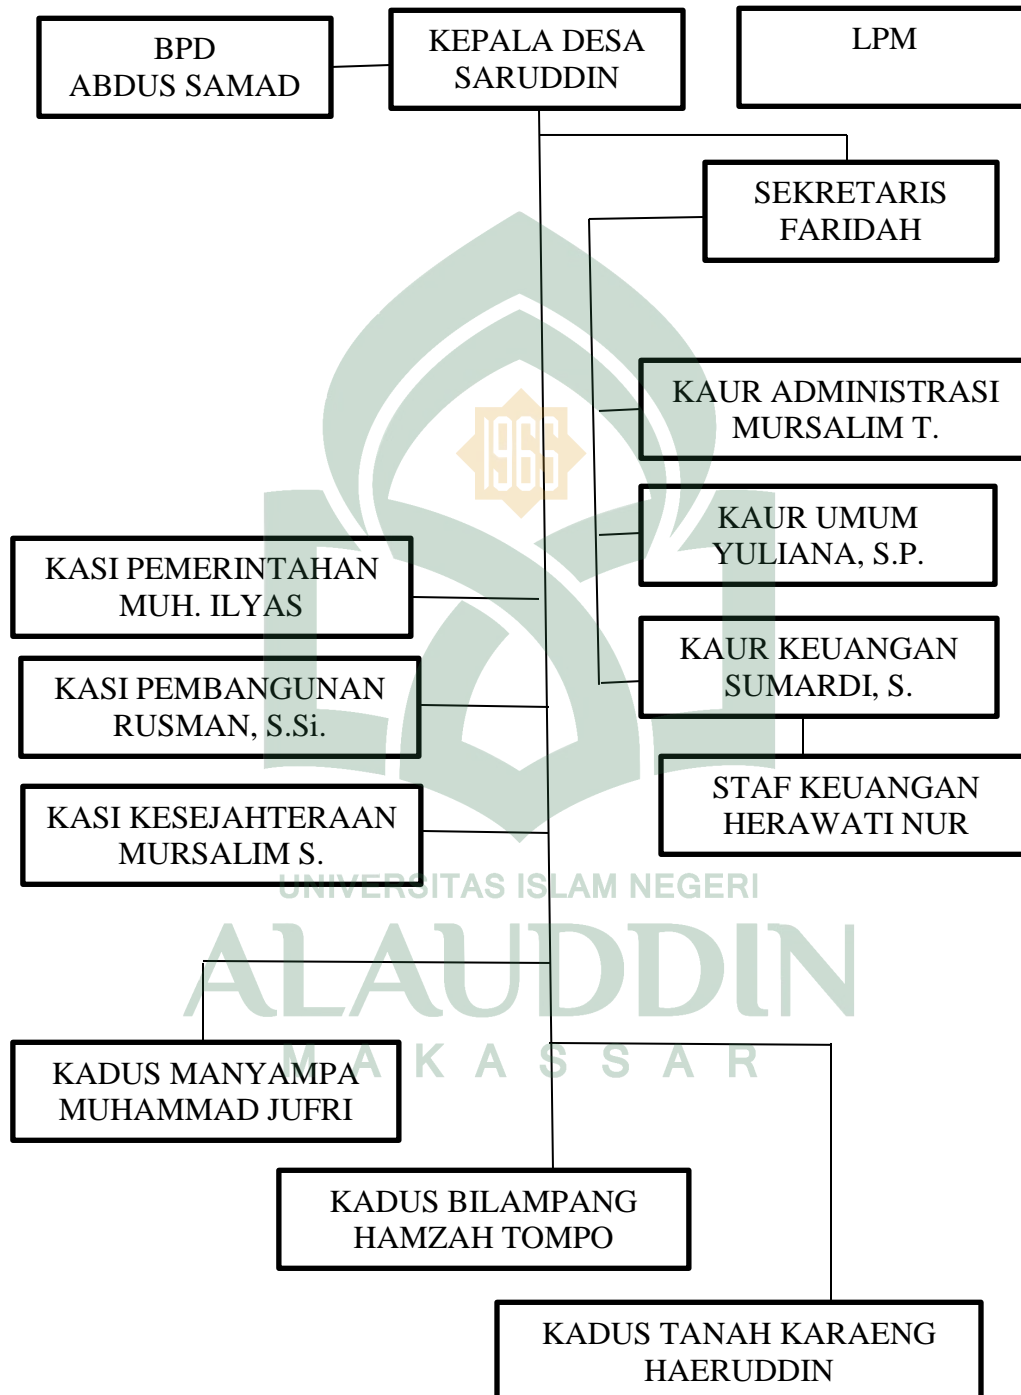 BPD
ABDUS SAMAD
KEPALA DESA
SARUDDIN
LPM
SEKRETARIS
FARIDAH
KAUR ADMINISTRASI
MURSALIM T.
1965
KAUR UMUM
YULIANA, S.P.
KASI PEMERINTAHAN
MUH. ILYAS
KAUR KEUANGAN
SUMARDI, S.
KASI PEMBANGUNAN
RUSMAN, S.Si.
STAF KEUANGAN
HERAWATI NUR
KASI KESEJAHTERAAN
MURSALIM S.
UNIVERSITAS ISLAM NEGERI
ALAUDDIN
MAKASSAR
KADUS MANYAMPA
MUHAMMAD JUFRI
KADUS BILAMPANG
HAMZAH TOMPO
KADUS TANAH KARAENG
HAERUDDIN